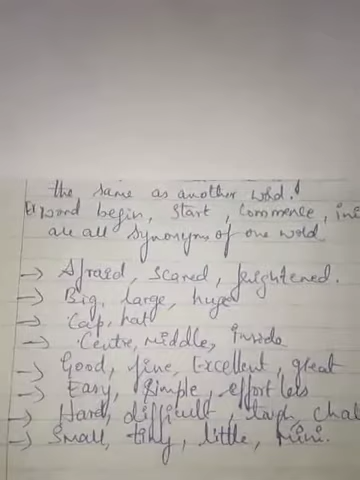 the same as another word.
word begin, start, commence, ini
are all synonyms of one word.
→ Afraid, scared, frightened.
→ Big, large, huge
→ Cap, hat
→ Centre, middle, inside
→ Good, fine, Excellent, great
→ Easy, Simple, effortless
→ Hard, difficult, tough, chal
→ Small, tiny, little, Mini.